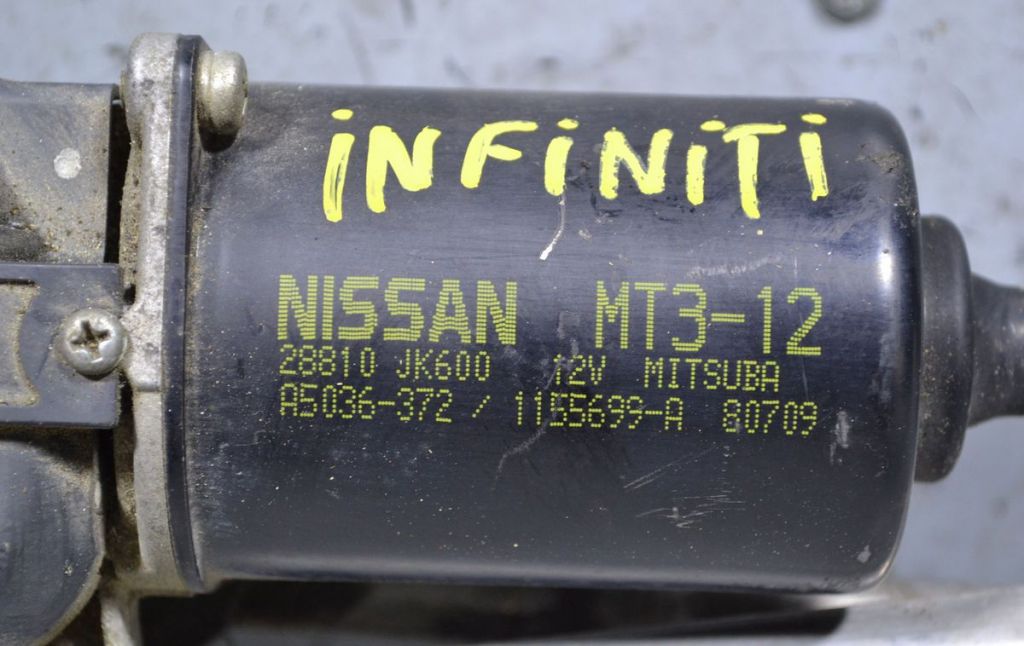 iNFiNiTi
NISSAN MT3-12
28810 JK600 12V MITSUBA
A5036-372 / 1155699-A 80709